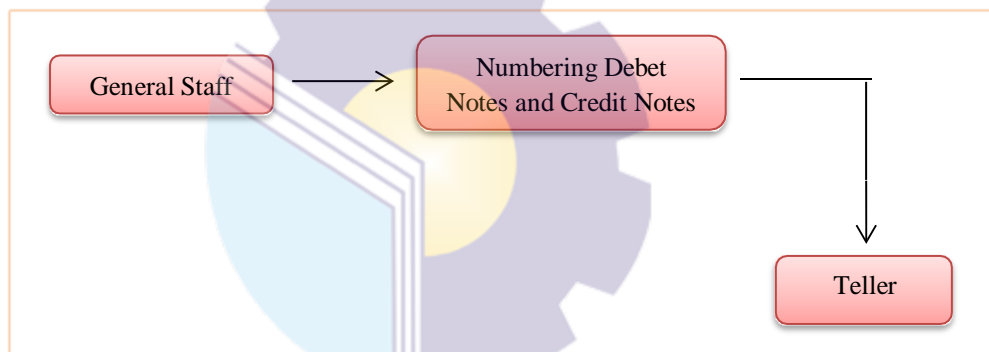 General Staff
Numbering Debet
Notes and Credit Notes
Teller